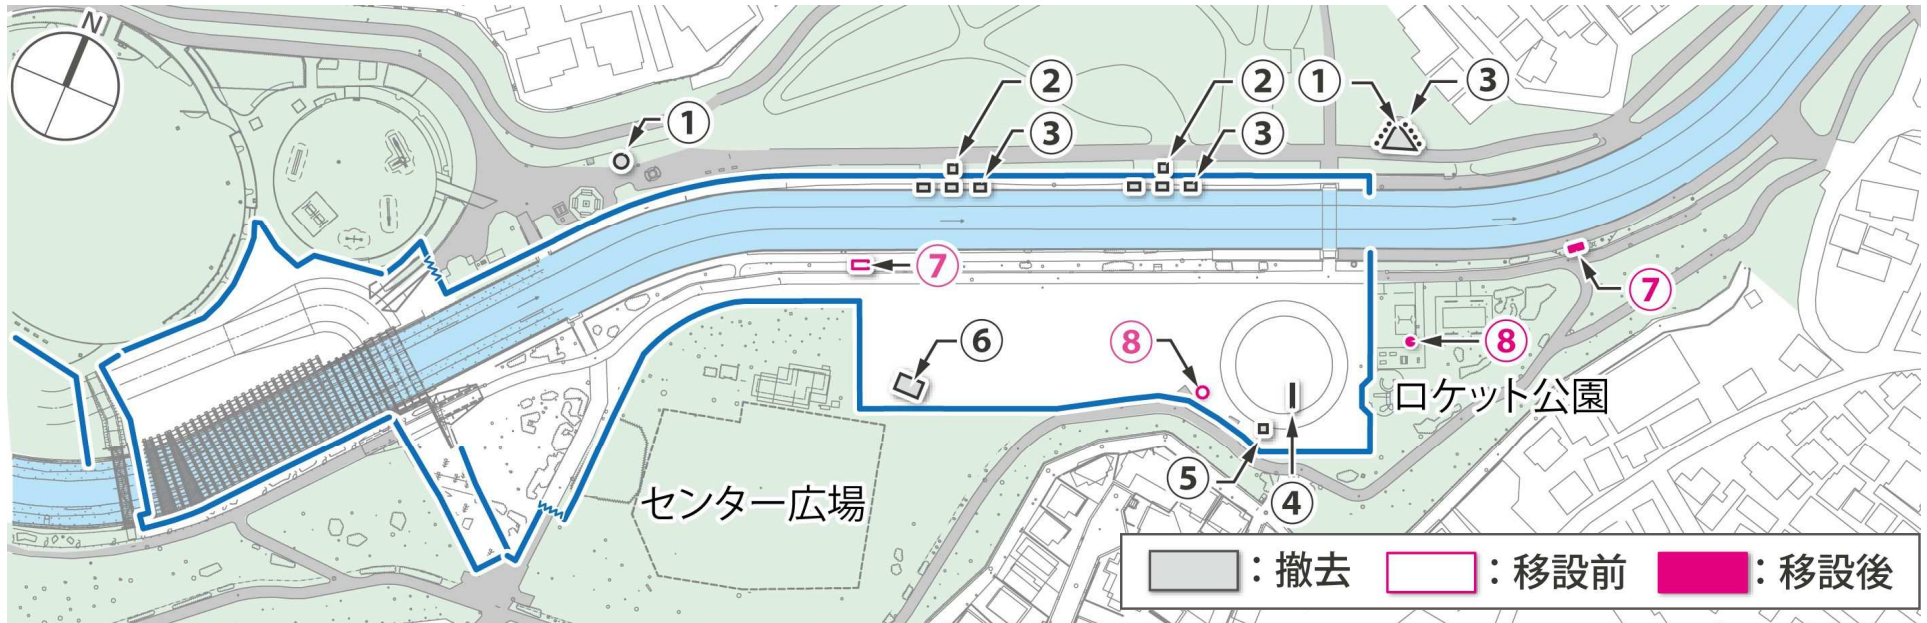 N
② ② ① ③
① ③ ③
⑦
⑦
⑥ ⑧ ⑧
ロケット公園
⑤ ④
センター広場
：撤去 ：移設前 ：移設後